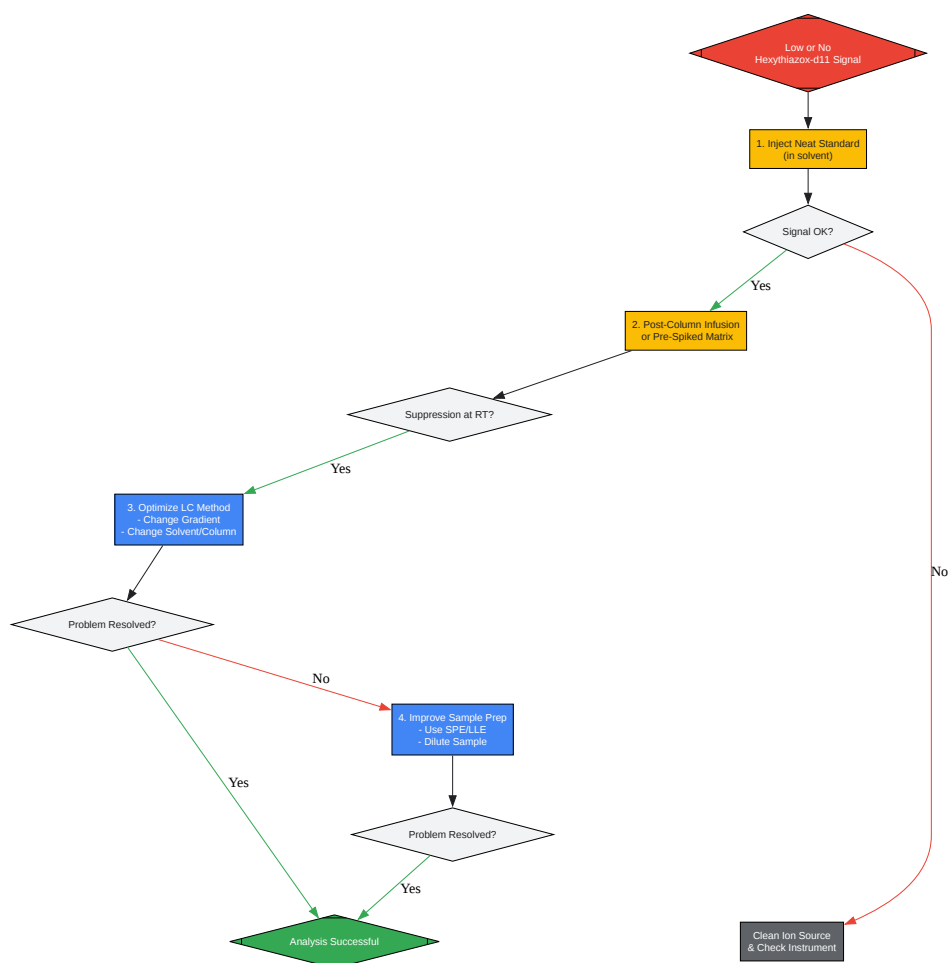 Low or No
Hexythiazox-d11 Signal
1. Inject Neat Standard
(in solvent)
Signal OK?
Yes
2. Post-Column Infusion
or Pre-Spiked Matrix
Suppression at RT?
Yes
3. Optimize LC Method
- Change Gradient
- Change Solvent/Column
No
Problem Resolved?
No
4. Improve Sample Prep
- Use SPE/LLE
- Dilute Sample
Yes
Problem Resolved?
Yes
Analysis Successful
Clean Ion Source
& Check Instrument